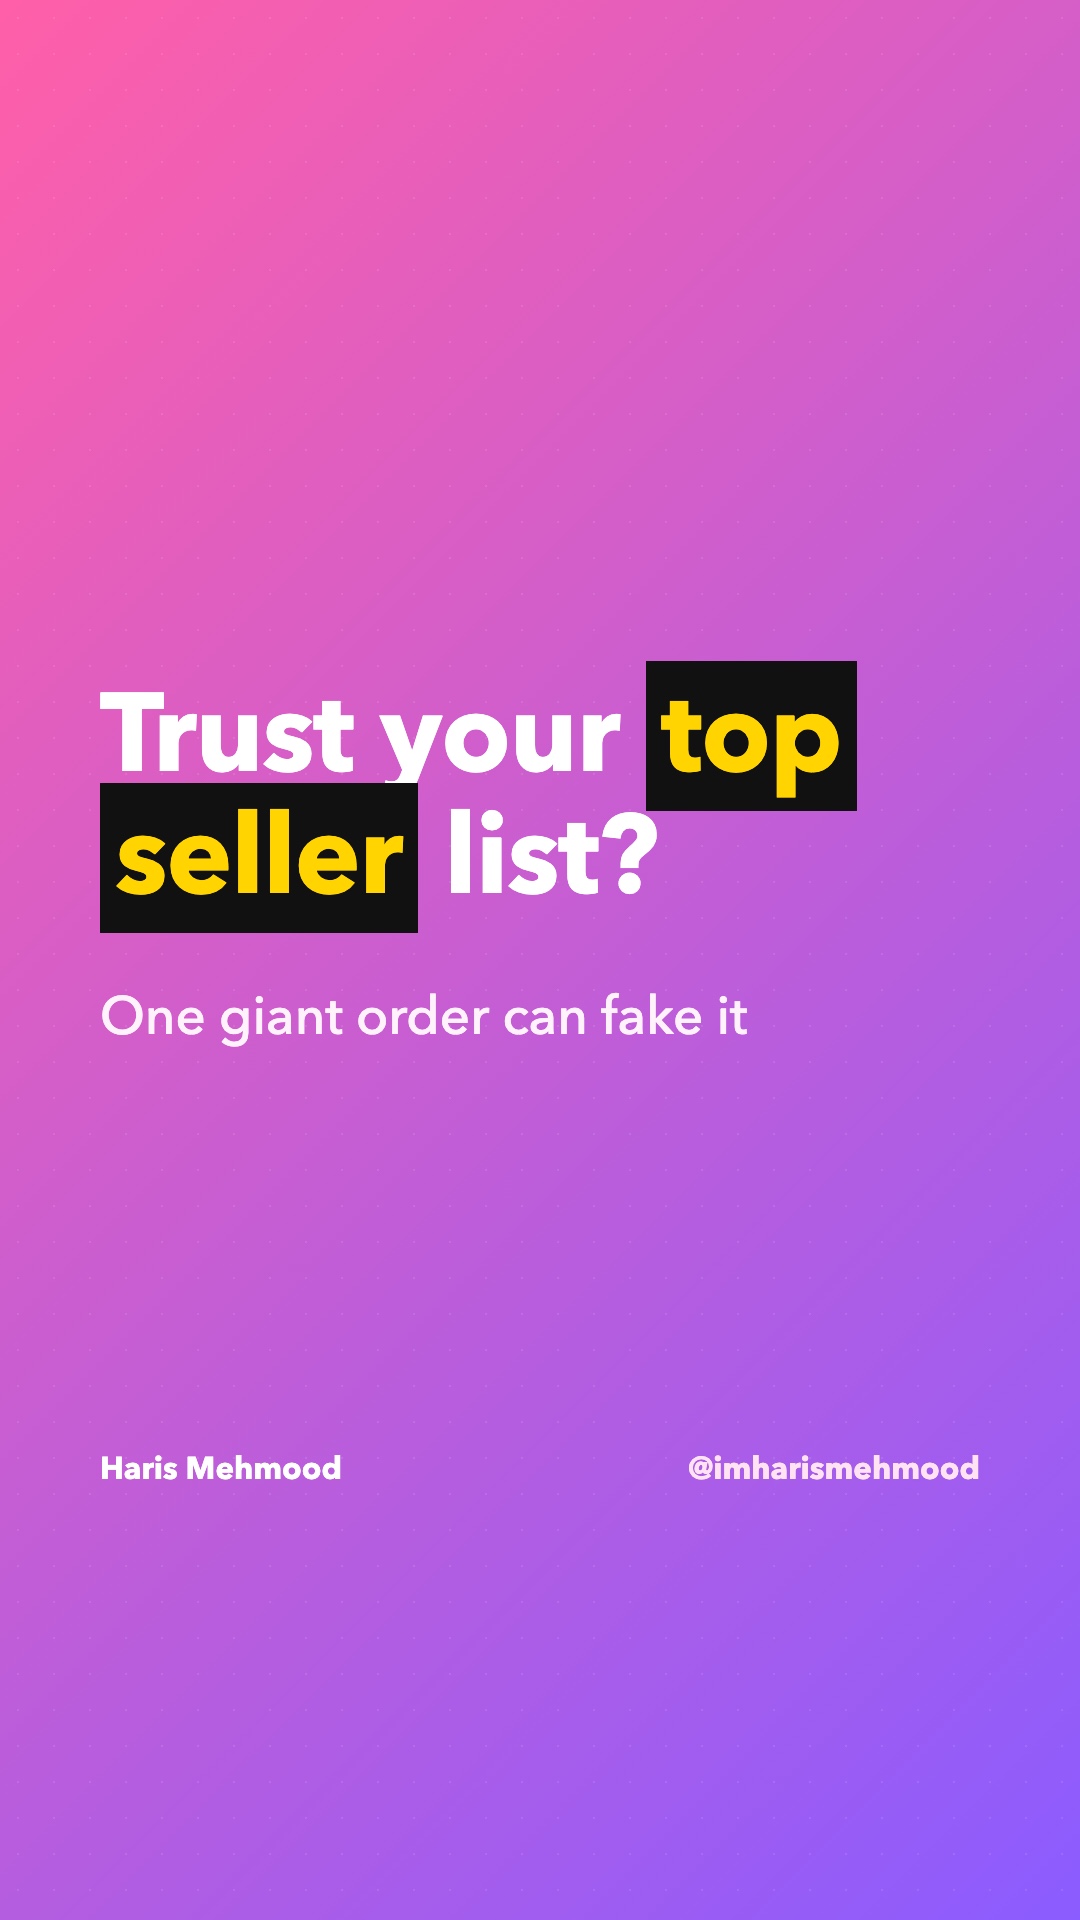 Trust your top
seller list?
One giant order can fake it
Haris Mehmood
@imharismehmood